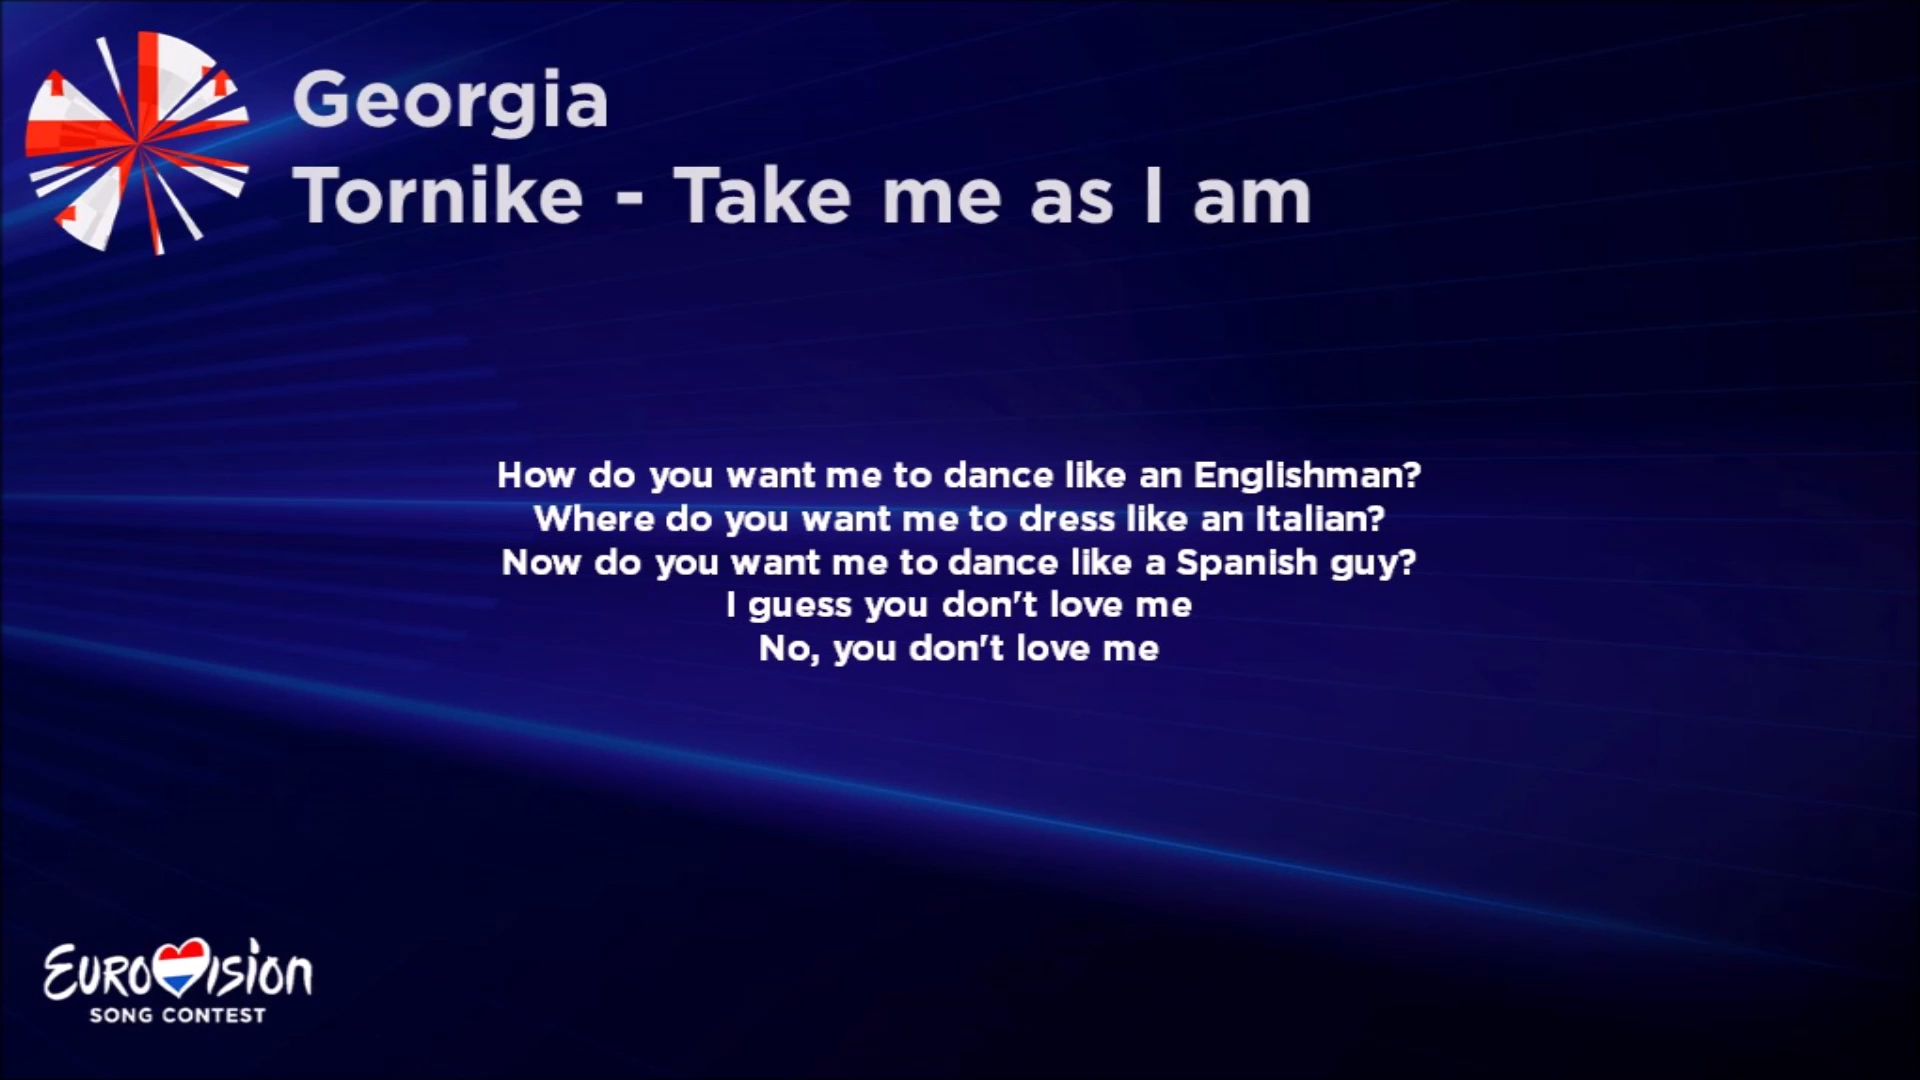 Georgia
Tornike - Take me as I am
How do you want me to dance like an Englishman?
Where do you want me to dress like an Italian?
Now do you want me to dance like a Spanish guy?
I guess you don't love me
No, you don't love me
EUROVISION
SONG CONTEST